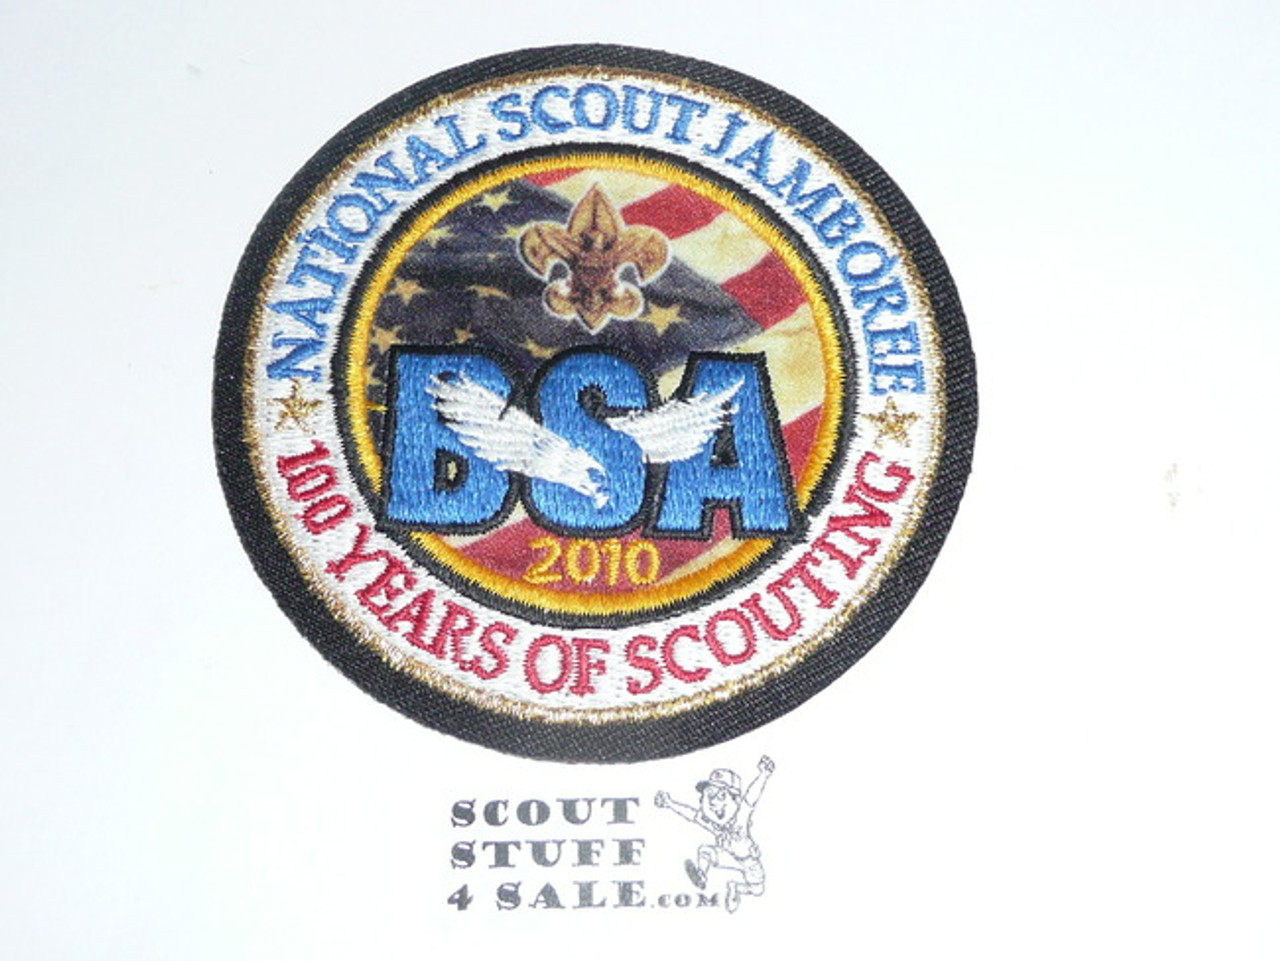 NATIONAL SCOUT JAMBOREE
BSA
2010
100 YEARS OF SCOUTING
SCOUT
STUFF
4 SALE.COM